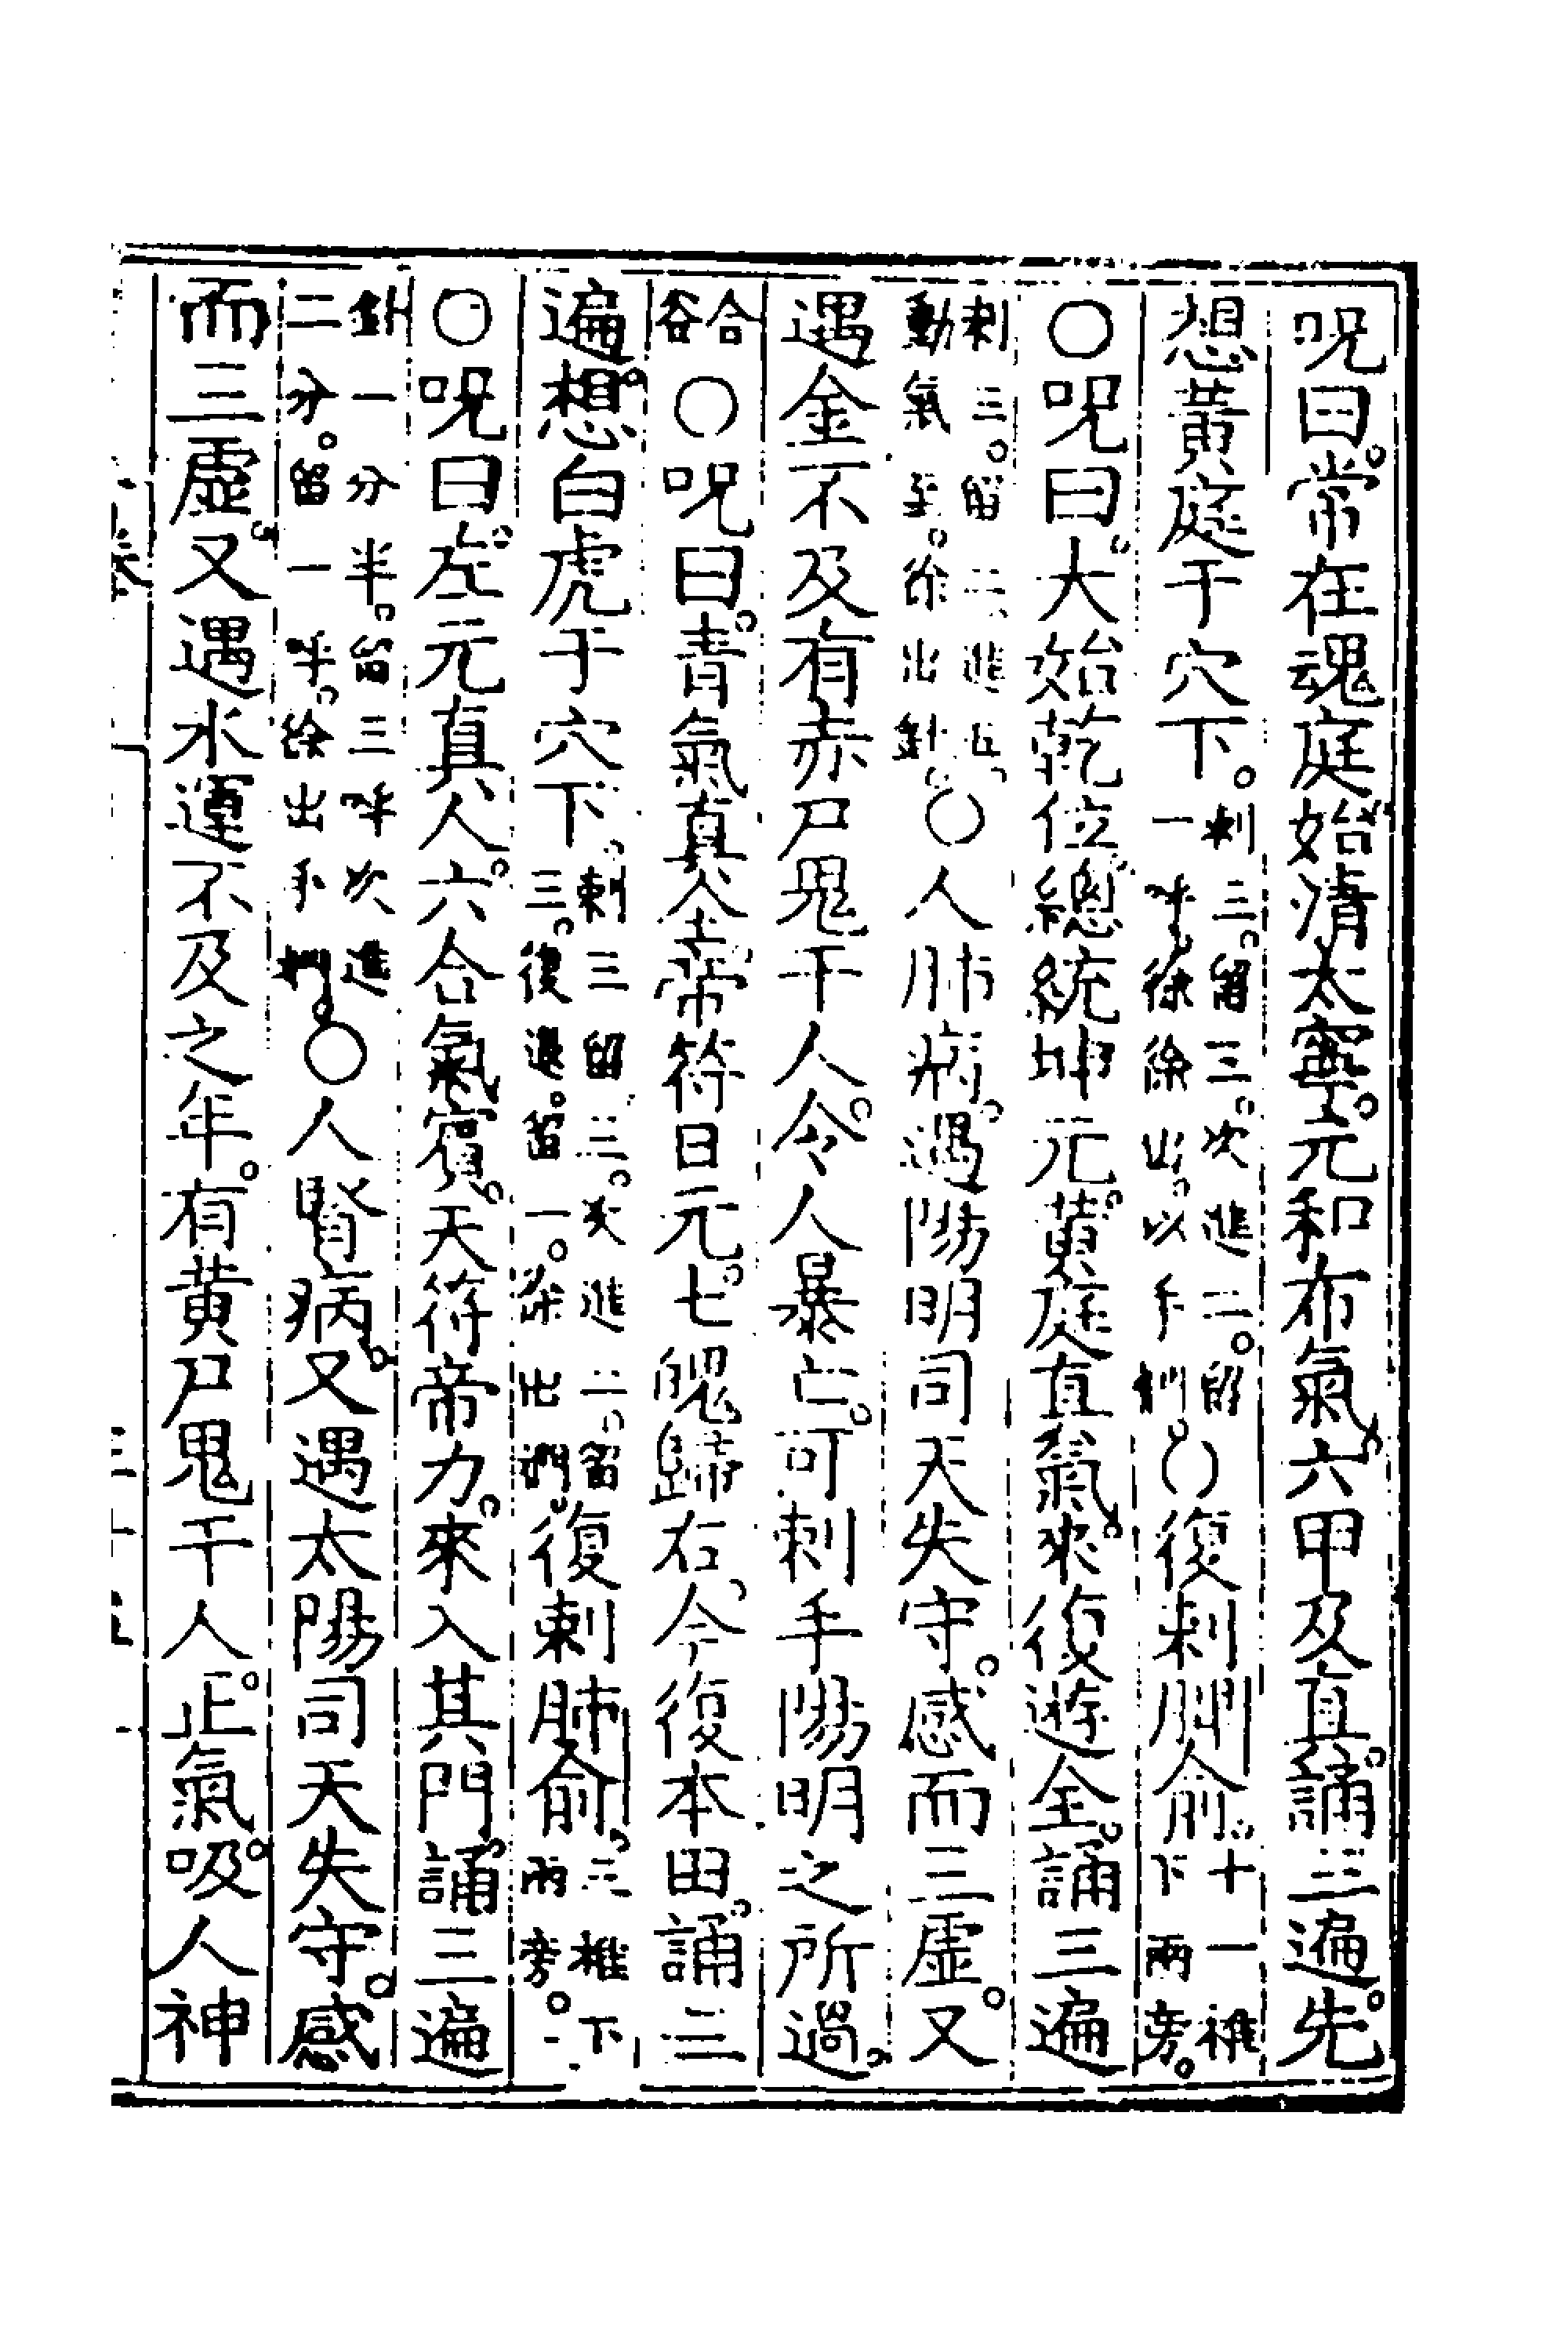 呪曰。常在魂庭。始清太寧。元和布氣。六甲及真。誦三遍。先
想黃庭于穴下。刺三。留三。次進二。留一呼。徐徐出。以手捫。〇復刺脾俞。十一椎下兩旁。
〇呪曰。大始乾位。總統坤元。黃庭直氣。來復遊全。誦三遍
刺三。留二。進五。動氣至。徐出針。〇人肺病。遇陽明司天失守。感而三虛。又
遇金不及。有赤尸鬼干人。令人暴亡。可刺手陽明之所過。
合谷〇呪曰。青氣真全。帝符日元。七魄歸右。今復本田。誦三
遍。想白虎于穴下。刺三。留三。次進二。留三。復退。留一。徐出捫。復刺肺俞。三椎下兩旁。
〇呪曰。左元真人。六合氣賓。天符帝力。來入其門。誦三遍
針一分半。留三呼。次進二分。留一呼。徐出手捫。〇人腎病。又遇太陽司天失守。感
而三虛。又遇水運不及之年。有黃尸鬼干人正氣。吸人神